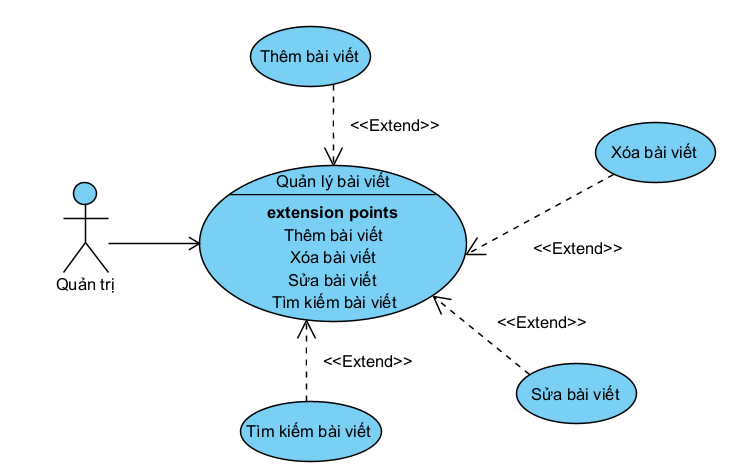 Thêm bài viết
<<Extend>>
Xóa bài viết
Quản lý bài viết
extension points
Thêm bài viết
Xóa bài viết
Sửa bài viết
Tìm kiếm bài viết
<<Extend>>
Quản trị
<<Extend>>
<<Extend>>
Sửa bài viết
Tìm kiếm bài viết